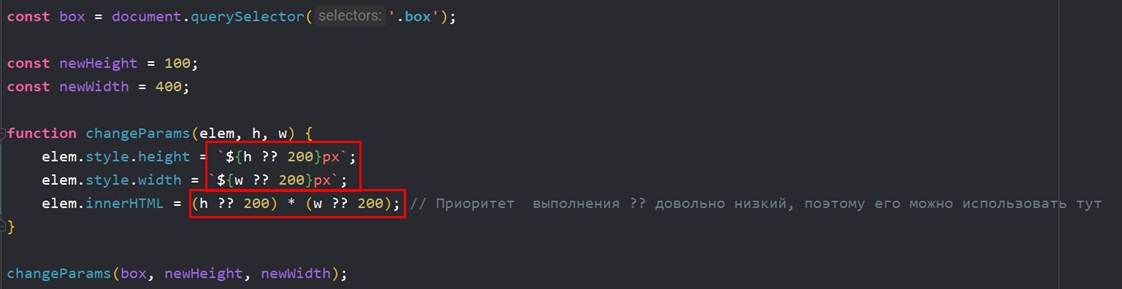 const box = document.querySelector( selectors: '.box');
const newHeight = 100;
const newWidth = 400;
function changeParams(elem, h, w) {
elem.style.height = `${h ?? 200}px`;
elem.style.width = `${w ?? 200}px`;
elem.innerHTML = (h ?? 200) * (w ?? 200); // Приоритет  выполнения ?? довольно низкий, поэтому его можно использовать тут
}
changeParams(box, newHeight, newWidth);